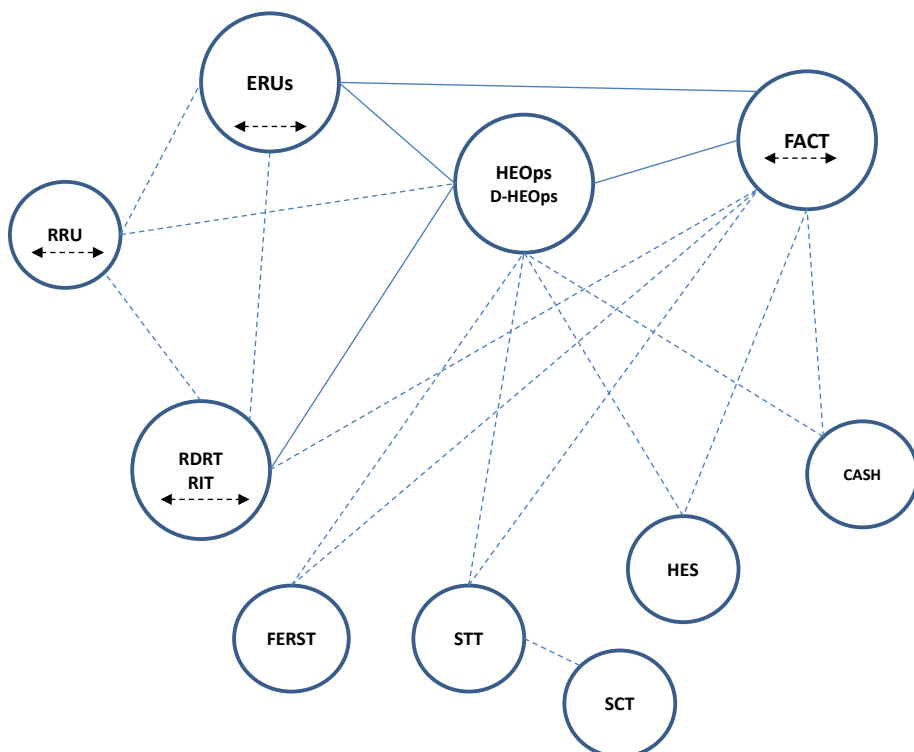 ERUs
FACT
HEOps
D-HEOps
RRU
RDRT
RIT
CASH
HES
FERST
STT
SCT